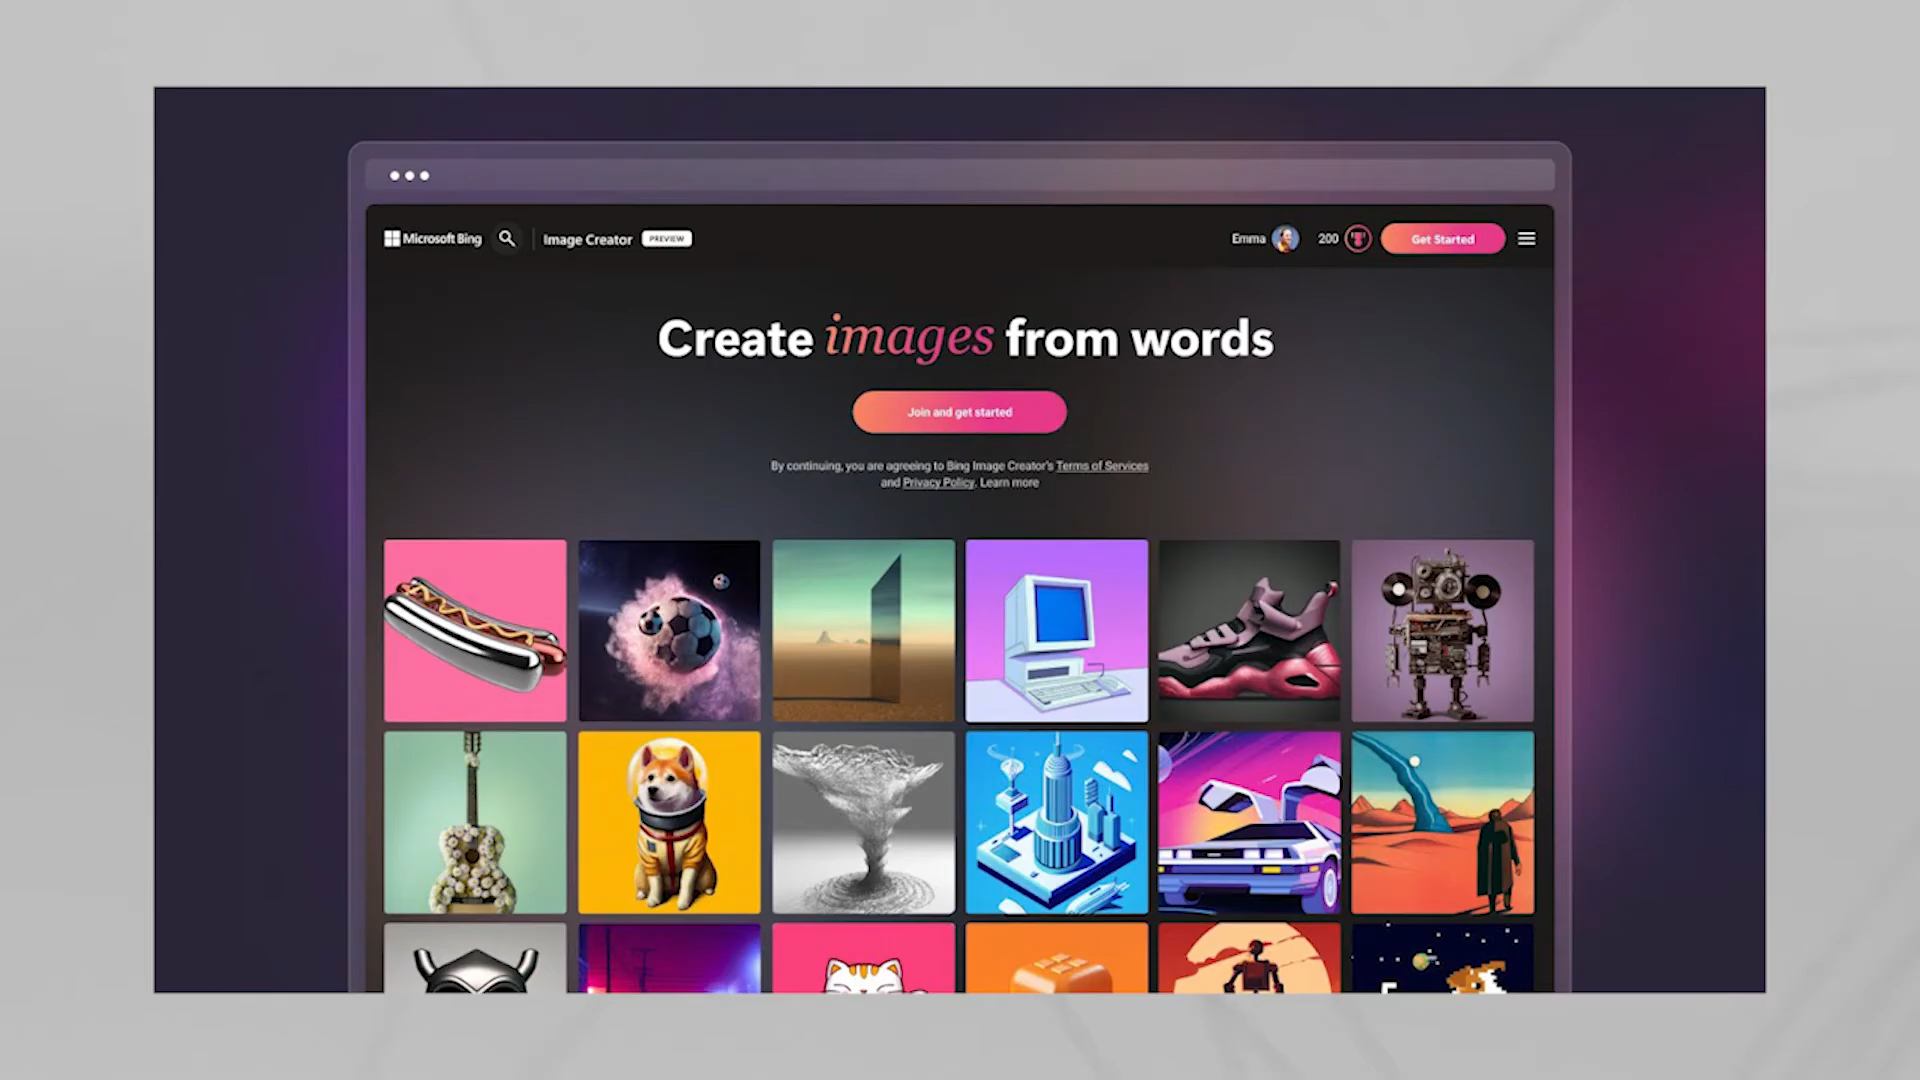 Microsoft Bing
Image Creator
PREVIEW
Emma
200
Get Started
Create images from words
Join and get started
By continuing, you are agreeing to Bing Image Creator's Terms of Services
and Privacy Policy. Learn more